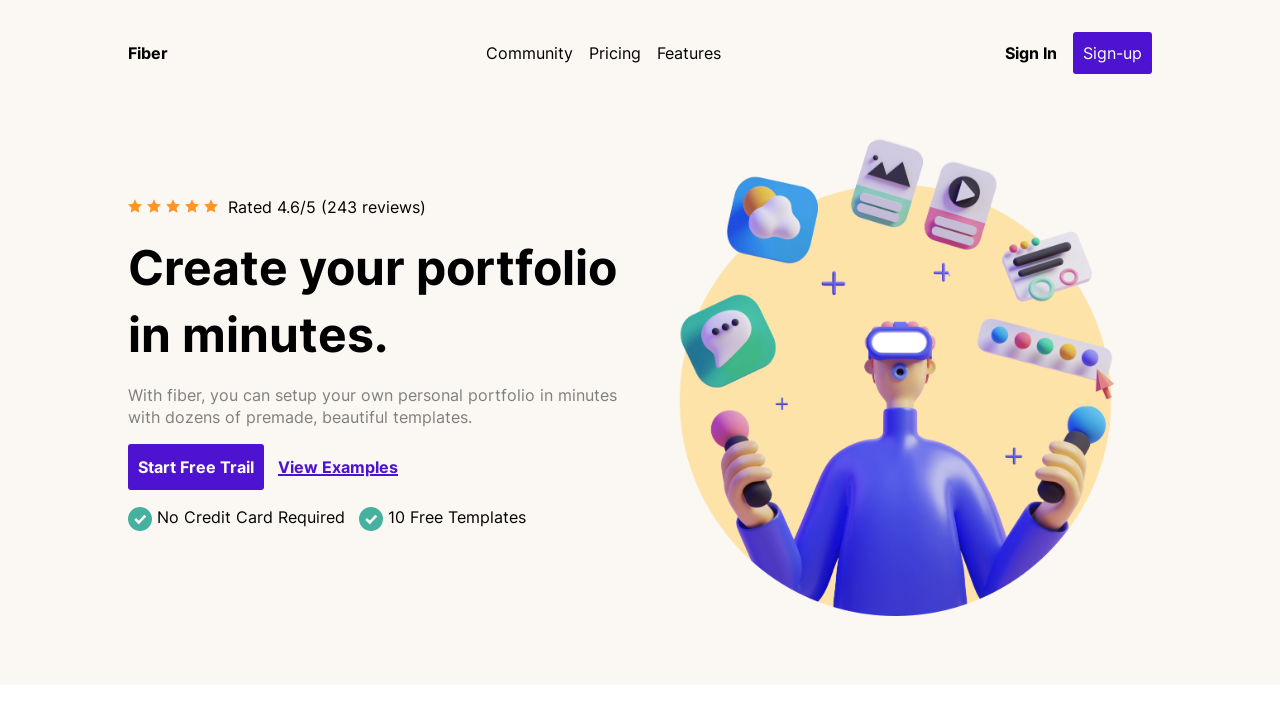 Fiber
Community Pricing Features
Sign In Sign-up
Rated 4.6/5 (243 reviews)
Create your portfolio
in minutes.
With fiber, you can setup your own personal portfolio in minutes
with dozens of premade, beautiful templates.
Start Free Trail View Examples
No Credit Card Required 10 Free Templates